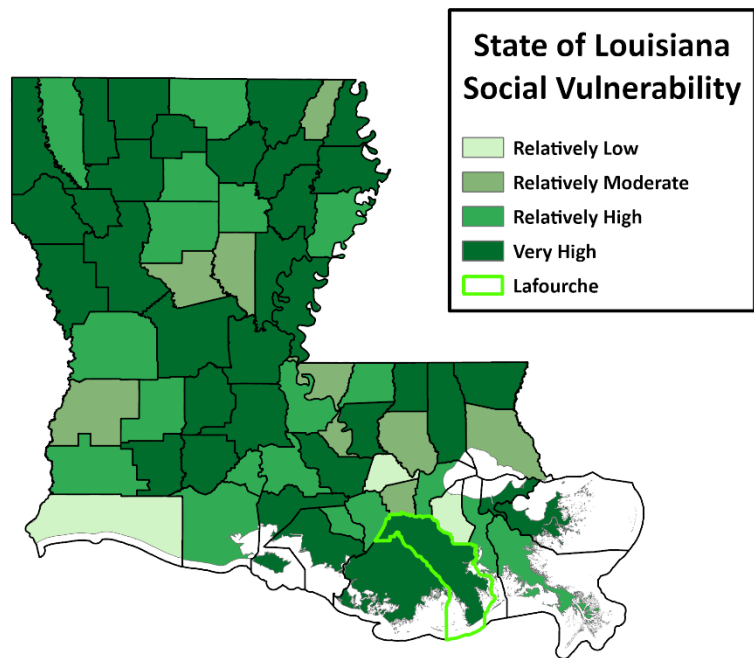 State of Louisiana
Social Vulnerability
Relatively Low
Relatively Moderate
Relatively High
Very High
Lafourche